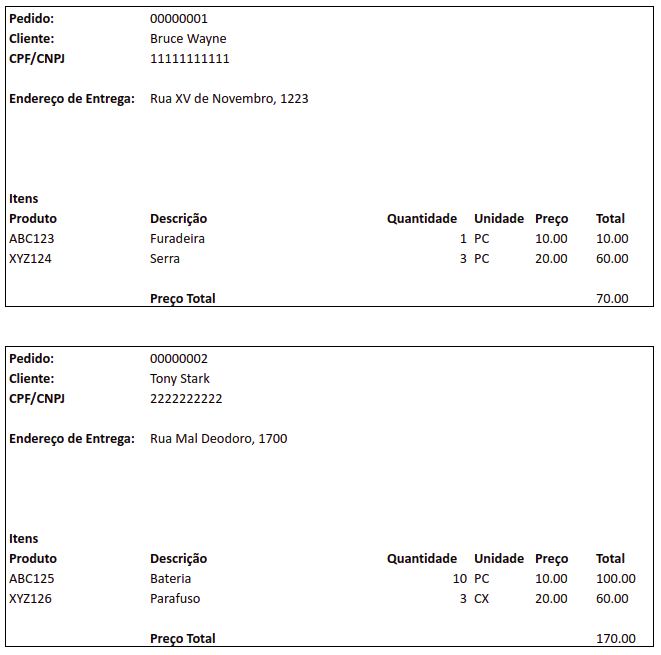 Pedido: 00000001
Cliente: Bruce Wayne
CPF/CNPJ 11111111111
Endereço de Entrega: Rua XV de Novembro, 1223
Itens
Produto Descrição Quantidade Unidade Preço Total
ABC123 Furadeira 1 PC 10.00 10.00
XYZ124 Serra 3 PC 20.00 60.00
Preço Total 70.00
Pedido: 00000002
Cliente: Tony Stark
CPF/CNPJ 2222222222
Endereço de Entrega: Rua Mal Deodoro, 1700
Itens
Produto Descrição Quantidade Unidade Preço Total
ABC125 Bateria 10 PC 10.00 100.00
XYZ126 Parafuso 3 CX 20.00 60.00
Preço Total 170.00